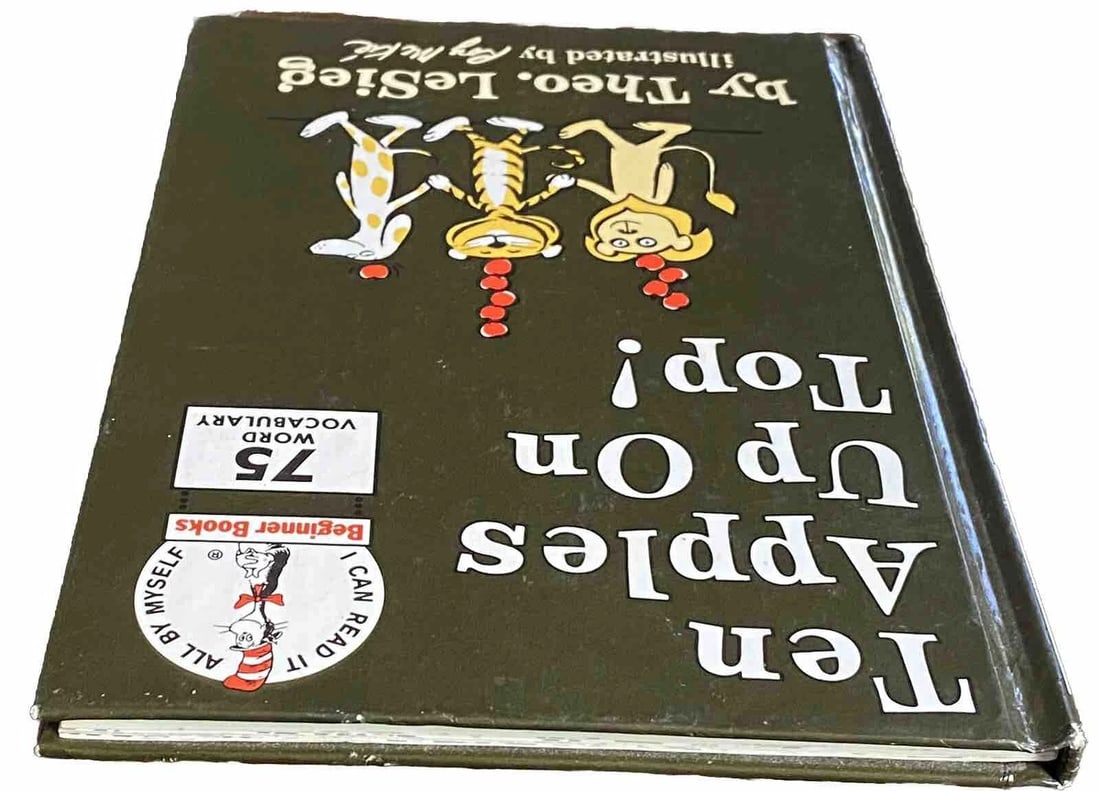 Ten
Apples
Up On
Top!
I CAN READ IT ALL BY MYSELF
®
Beginner Books
75
WORD
VOCABULARY
by Theo. LeSieg
illustrated by Roy McKie